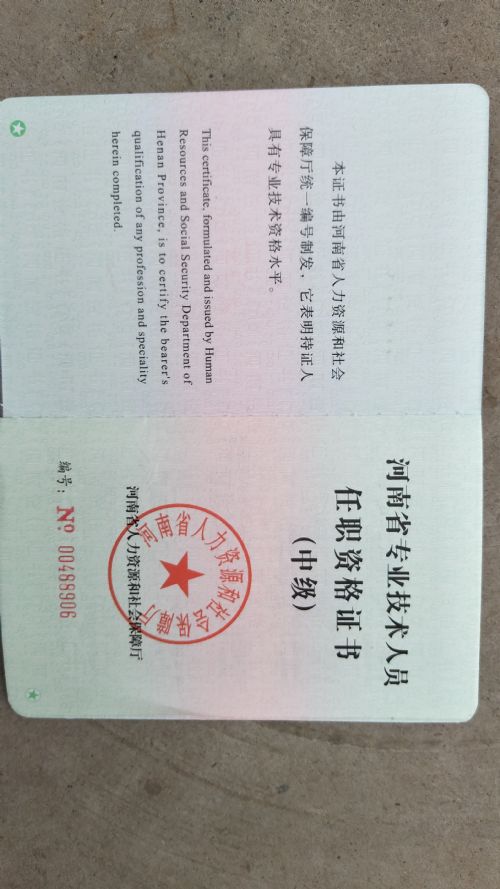 本证书由河南省人力资源和社会
保障厅统一编号制发，它表明持证人
具有专业技术资格水平。
This certificate, formulated and issued by Human
Resources and Social Security Department of
Henan Province, is to certify the bearer's
qualification of any profession and speciality
herein completed.
河南省专业技术人员
任职资格证书
(中级)
河南省人力资源和社会保障厅
河南省人力资源和社会保障厅
编号：№ 00488906